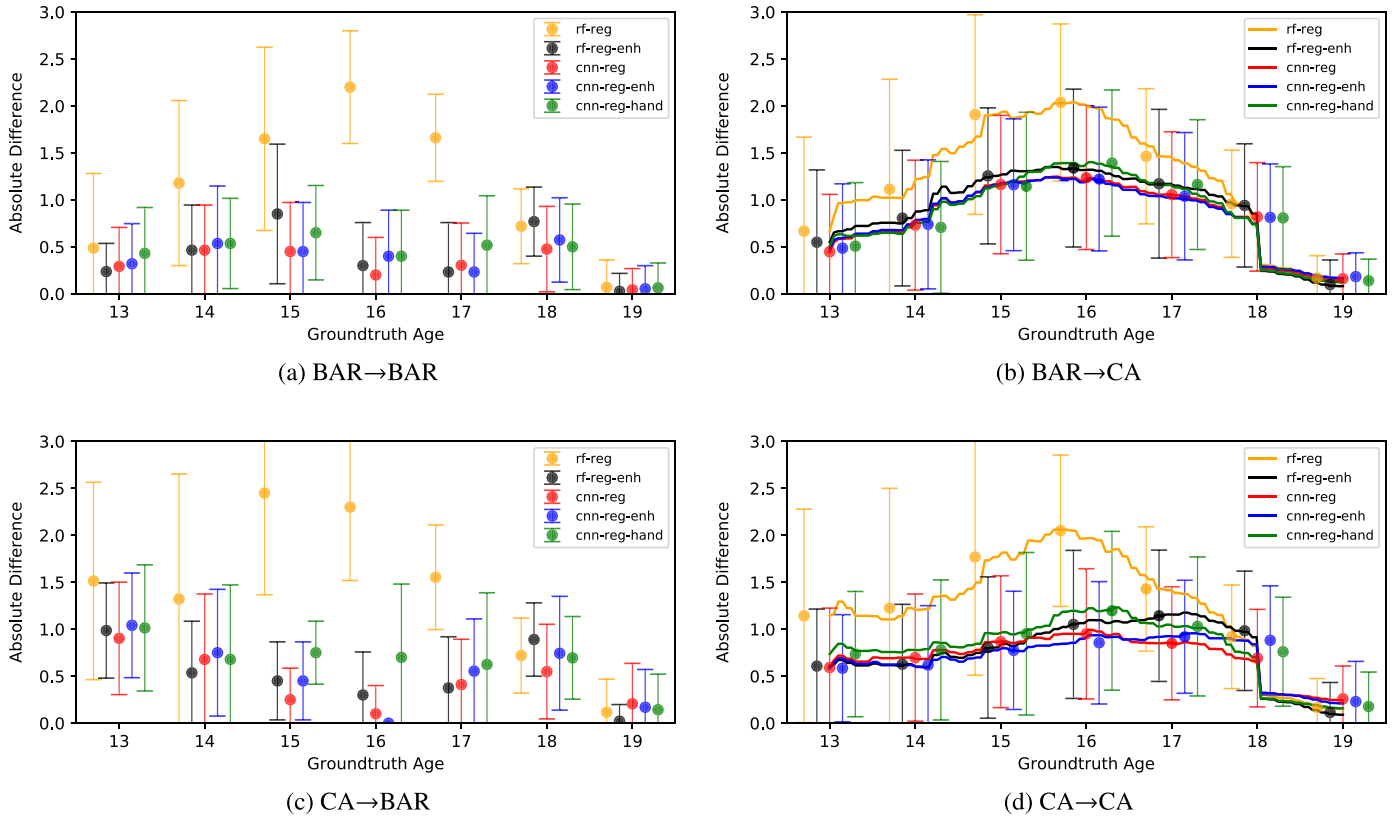 3.0
2.5
2.0
1.5
1.0
0.5
0.0
Absolute Difference
rf-reg
rf-reg-enh
cnn-reg
cnn-reg-enh
cnn-reg-hand
13 14 15 16 17 18 19
Groundtruth Age
(a) BAR→BAR
3.0
2.5
2.0
1.5
1.0
0.5
0.0
Absolute Difference
rf-reg
rf-reg-enh
cnn-reg
cnn-reg-enh
cnn-reg-hand
13 14 15 16 17 18 19
Groundtruth Age
(b) BAR→CA
3.0
2.5
2.0
1.5
1.0
0.5
0.0
Absolute Difference
rf-reg
rf-reg-enh
cnn-reg
cnn-reg-enh
cnn-reg-hand
13 14 15 16 17 18 19
Groundtruth Age
(c) CA→BAR
3.0
2.5
2.0
1.5
1.0
0.5
0.0
Absolute Difference
rf-reg
rf-reg-enh
cnn-reg
cnn-reg-enh
cnn-reg-hand
13 14 15 16 17 18 19
Groundtruth Age
(d) CA→CA